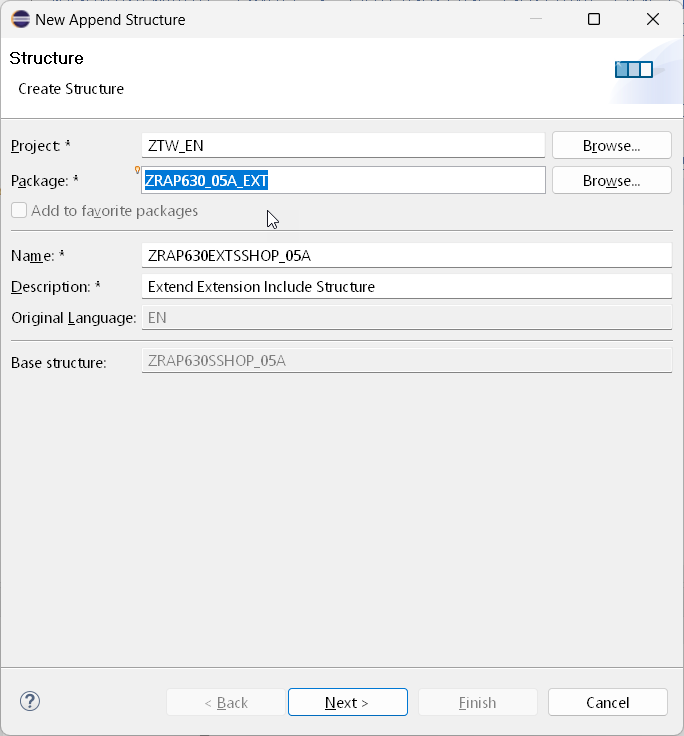 New Append Structure
Structure
Create Structure
Project: * ZTW_EN Browse...
Package: * ZRAP630_05A_EXT Browse...
Add to favorite packages
Name: * ZRAP630EXTSSHOP_05A
Description: * Extend Extension Include Structure
Original Language: EN
Base structure: ZRAP630SSHOP_05A
? < Back Next > Finish Cancel